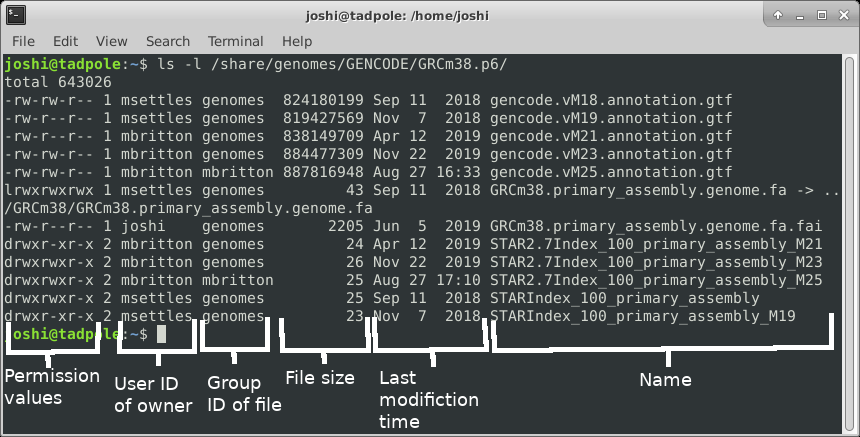 joshi@tadpole: /home/joshi
File Edit View Search Terminal Help
joshi@tadpole:~$ ls -l /share/genomes/GENCODE/GRCm38.p6/
total 643026
-rw-rw-r-- 1 msettles genomes  824180199 Sep 11  2018 gencode.vM18.annotation.gtf
-rw-rw-r-- 1 msettles genomes  819427569 Nov  7  2018 gencode.vM19.annotation.gtf
-rw-rw-r-- 1 mbritton genomes  838149709 Apr 12  2019 gencode.vM21.annotation.gtf
-rw-rw-r-- 1 mbritton genomes  884477309 Nov 22  2019 gencode.vM23.annotation.gtf
-rw-rw-r-- 1 mbritton mbritton 887816948 Aug 27 16:33 gencode.vM25.annotation.gtf
lrwxrwxrwx 1 msettles genomes         43 Sep 11  2018 GRCm38.primary_assembly.genome.fa -> ..
/GRCm38/GRCm38.primary_assembly.genome.fa
-rw-r--r-- 1 joshi    genomes       2205 Jun  5  2019 GRCm38.primary_assembly.genome.fa.fai
drwxr-xr-x 2 mbritton genomes         24 Apr 12  2019 STAR2.7Index_100_primary_assembly_M21
drwxr-xr-x 2 mbritton genomes         26 Nov 22  2019 STAR2.7Index_100_primary_assembly_M23
drwxrwxr-x 2 mbritton mbritton        25 Aug 27 17:10 STAR2.7Index_100_primary_assembly_M25
drwxrwxr-x 2 msettles genomes         25 Sep 11  2018 STARIndex_100_primary_assembly
drwxrwxr-x 2 msettles genomes         23 Nov  7  2018 STARIndex_100_primary_assembly_M19
joshi@tadpole:~$
Permission
values
User ID
of owner
Group
ID of file
File size
Last
modifiction
time
Name